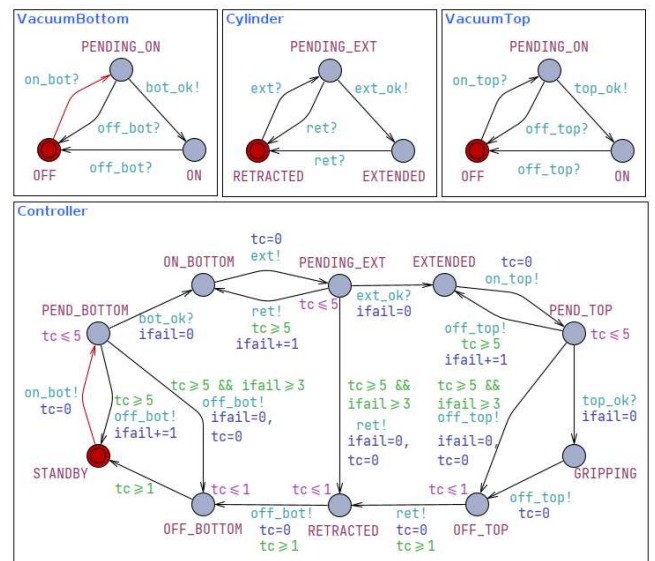 VacuumBottom
PENDING_ON
on_bot?
bot_ok!
off_bot?
off_bot?
OFF
ON
Cylinder
PENDING_EXT
ext?
ext_ok!
ret?
ret?
RETRACTED
EXTENDED
VacuumTop
PENDING_ON
on_top?
top_ok!
off_top?
off_top?
OFF
ON
Controller
tc=0
ext!
ON_BOTTOM
PENDING_EXT
EXTENDED
tc=0
on_top!
PEND_BOTTOM
tc≤5
bot_ok?
ifail=0
ret!
tc≥5
ifail+=1
tc≤5
ext_ok?
ifail=0
off_top!
tc≥5
ifail+=1
PEND_TOP
tc≤5
on_bot!
tc=0
tc≥5
off_bot!
ifail+=1
tc≥5 && ifail≥3
off_bot!
ifail=0,
tc=0
tc≥5 &&
ifail≥3
ret!
ifail=0,
tc=0
tc≥5 &&
ifail≥3
off_top!
ifail=0,
tc=0
top_ok?
ifail=0
STANDBY
GRIPPING
tc≥1
tc≤1
OFF_BOTTOM
off_bot!
tc=0
tc≥1
tc≤1
RETRACTED
ret!
tc=0
tc≥1
tc≤1
OFF_TOP
off_top!
tc=0